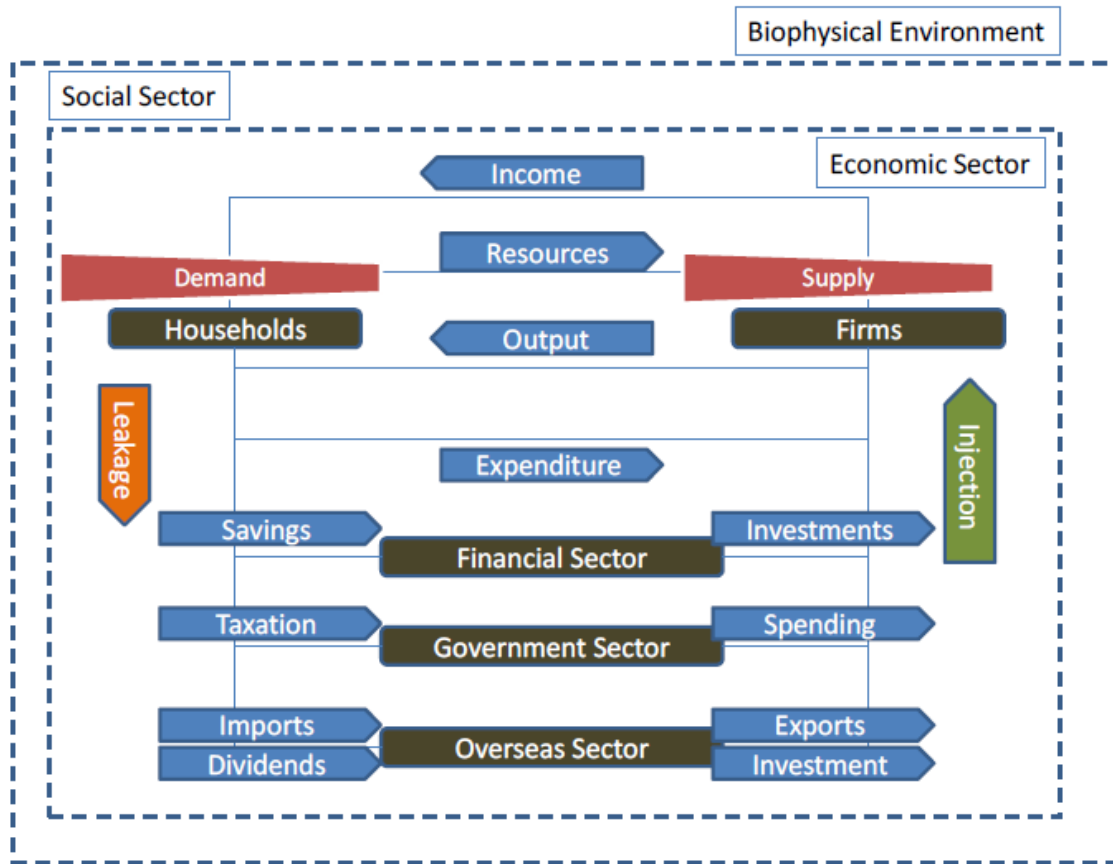 Biophysical Environment
Social Sector
Economic Sector
Income
Resources
Demand
Supply
Households
Output
Firms
Leakage
Injection
Expenditure
Savings
Investments
Financial Sector
Taxation
Spending
Government Sector
Imports
Exports
Overseas Sector
Dividends
Investment